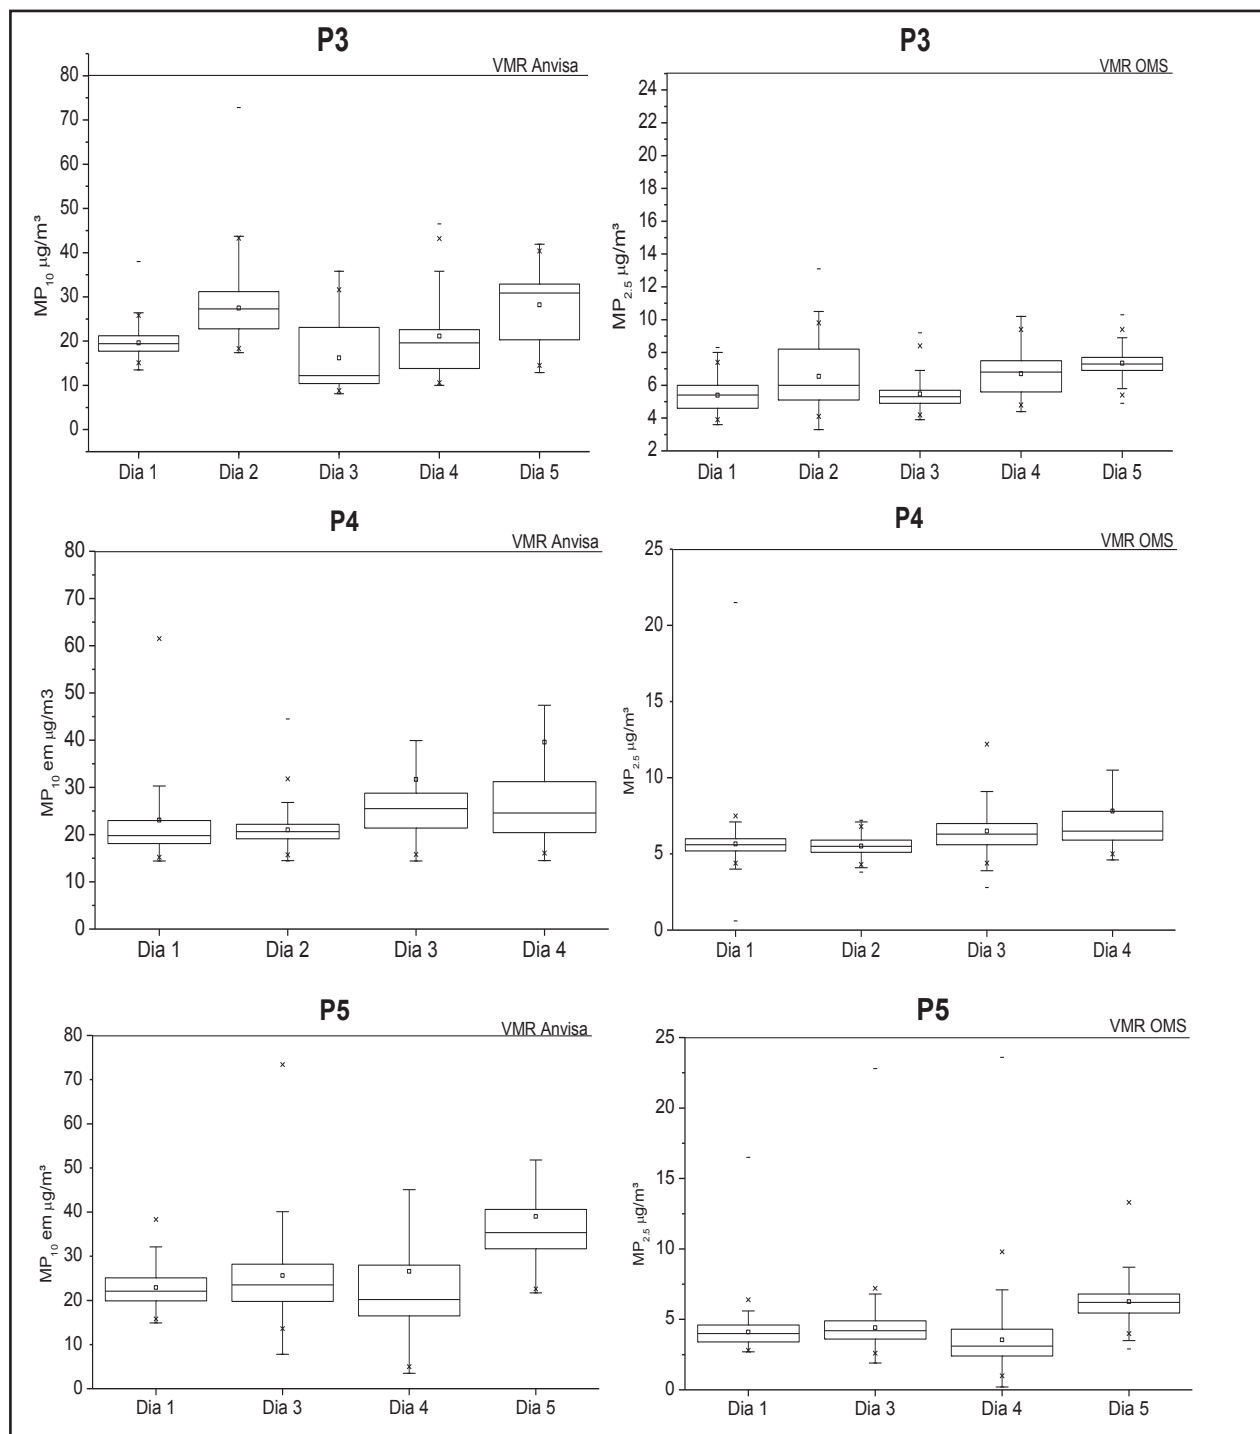 P3
VMR Anvisa
80
70
60
50
40
30
20
10
0
MP10 µg/m³
Dia 1 Dia 2 Dia 3 Dia 4 Dia 5
P3
VMR OMS
24
22
20
18
16
14
12
10
8
6
4
2
MP2.5 µg/m³
Dia 1 Dia 2 Dia 3 Dia 4 Dia 5
P4
VMR Anvisa
80
70
60
50
40
30
20
10
0
MP10 em µg/m3
Dia 1 Dia 2 Dia 3 Dia 4
P4
VMR OMS
25
20
15
10
5
0
MP2.5 µg/m³
Dia 1 Dia 2 Dia 3 Dia 4
P5
VMR Anvisa
80
70
60
50
40
30
20
10
0
MP10 em µg/m³
Dia 1 Dia 3 Dia 4 Dia 5
P5
VMR OMS
25
20
15
10
5
0
MP2.5 µg/m³
Dia 1 Dia 3 Dia 4 Dia 5